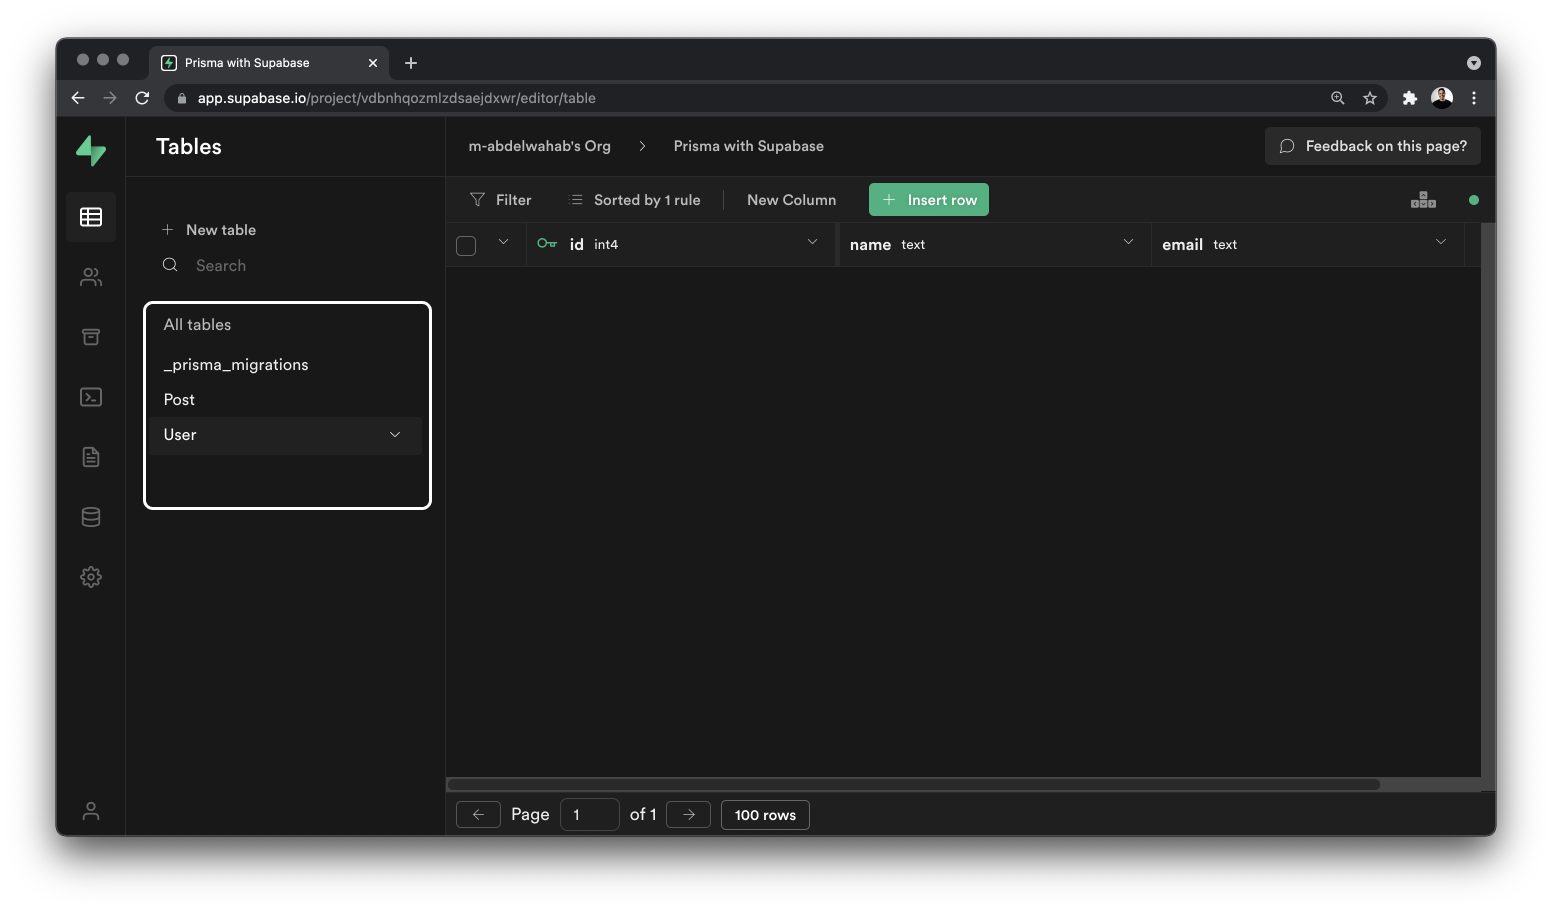 Prisma with Supabase
app.supabase.io/project/vdbnhqozmlzdsaejdxwr/editor/table
Tables
m-abdelwahab's Org > Prisma with Supabase
Feedback on this page?
Filter
Sorted by 1 rule
New Column
+ Insert row
+ New table
Search
id int4
name text
email text
All tables
_prisma_migrations
Post
User
Page 1 of 1
100 rows